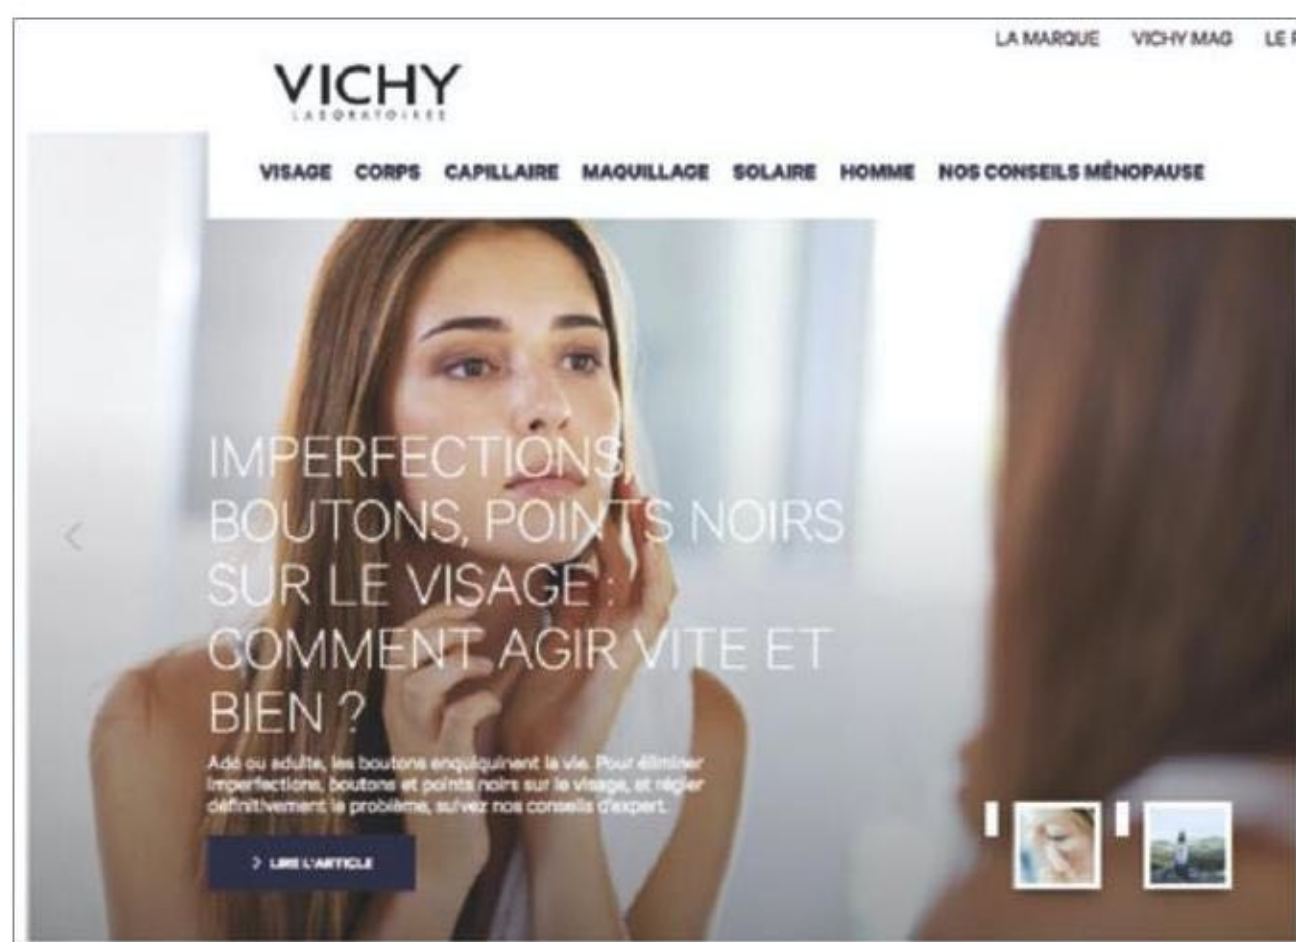 LA MARQUE VICHY MAG LE
VICHY
LABORATOIRES
VISAGE CORPS CAPILLAIRE MAQUILLAGE SOLAIRE HOMME NOS CONSEILS MÉNOPAUSE
IMPERFECTIONS,
BOUTONS, POINTS NOIRS
SUR LE VISAGE :
COMMENT AGIR VITE ET
BIEN ?
Ado ou adulte, les boutons enquiquinent la vie. Pour éliminer
imperfections, boutons et points noirs sur le visage, et régler
définitivement le problème, suivez nos conseils d'expert.
> LIRE L'ARTICLE